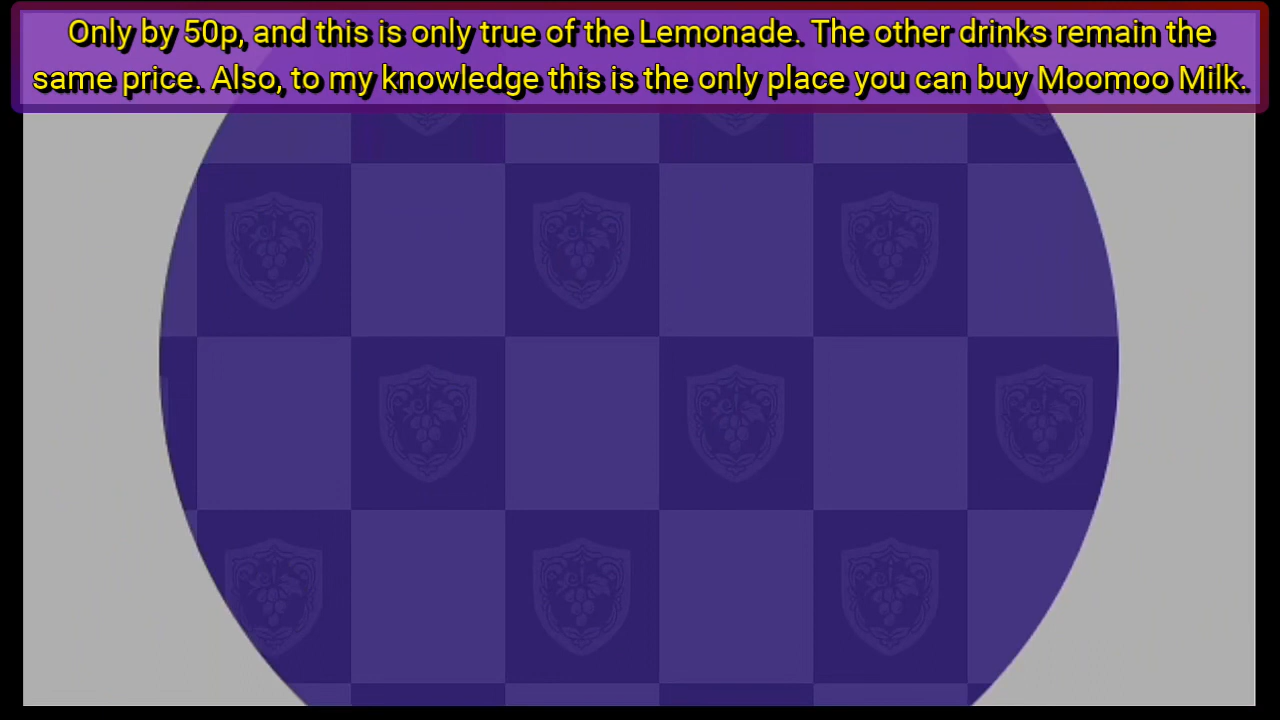 Only by 50p, and this is only true of the Lemonade. The other drinks remain the
same price. Also, to my knowledge this is the only place you can buy Moomoo Milk.